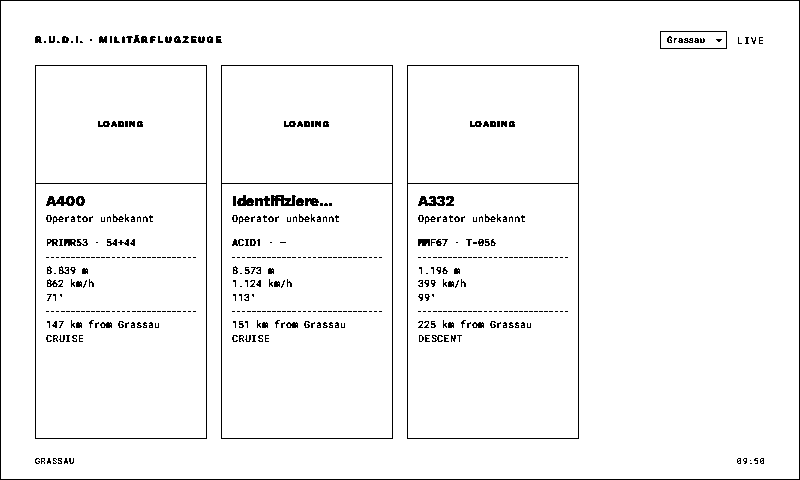 R.U.D.I. · MILITÄRFLUGZEUGE
Grassau
LIVE
LOADING
A400
Operator unbekannt
PRIMR53 · 54+44
8.839 m
862 km/h
71°
147 km from Grassau
CRUISE
LOADING
Identifiziere...
Operator unbekannt
ACID1 · —
8.573 m
1.124 km/h
113°
151 km from Grassau
CRUISE
LOADING
A332
Operator unbekannt
MMF67 · T-056
1.196 m
399 km/h
99°
225 km from Grassau
DESCENT
GRASSAU
09:50